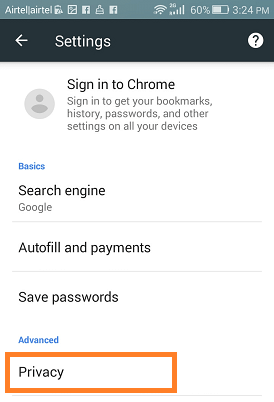 Airtel|airtel 3G 60% 3:24 PM
Settings
Sign in to Chrome
Sign in to get your bookmarks,
history, passwords, and other
settings on all your devices
Basics
Search engine
Google
Autofill and payments
Save passwords
Advanced
Privacy